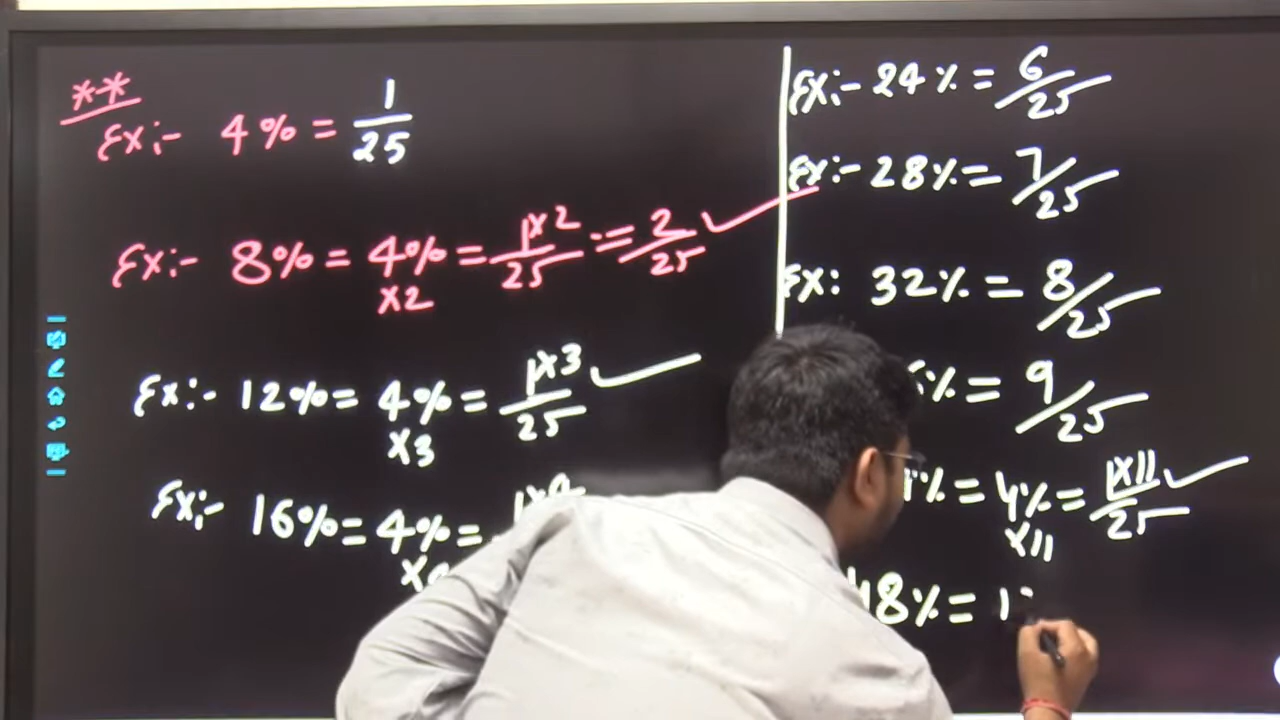 **
Ex:- 4% = 1/25
Ex:- 8% = 4% ×2 = 1×2/25 = 2/25 ✓
Ex:- 12% = 4% ×3 = 1×3/25 ✓
Ex:- 16% = 4%
Ex:- 24% = 6/25
Ex:- 28% = 7/25
Ex: 32% = 8/25
% = 9/25
% = 4% ×11 = 1×11/25 ✓
48% =